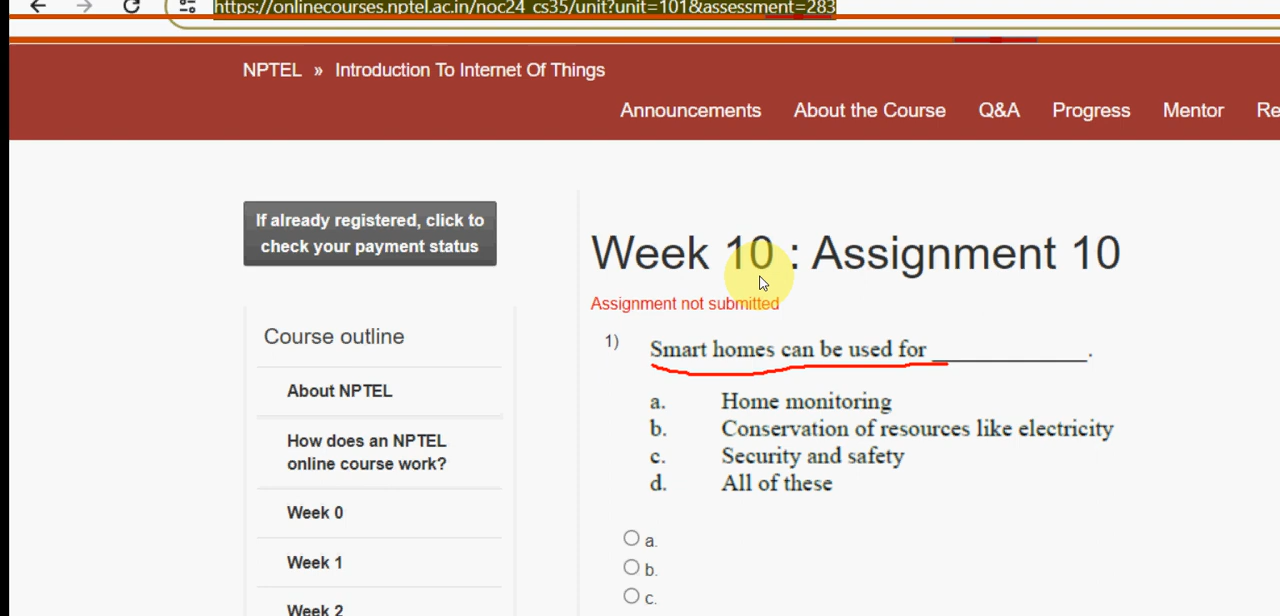 https://onlinecourses.nptel.ac.in/noc24_cs35/unit?unit=101&assessment=283
NPTEL » Introduction To Internet Of Things
Announcements About the Course Q&A Progress Mentor Re
If already registered, click to
check your payment status
Week 10 : Assignment 10
Assignment not submitted
Course outline
1) Smart homes can be used for ____________.
About NPTEL
a. Home monitoring
b. Conservation of resources like electricity
How does an NPTEL
online course work?
c. Security and safety
d. All of these
Week 0
a.
Week 1
b.
c.
Week 2